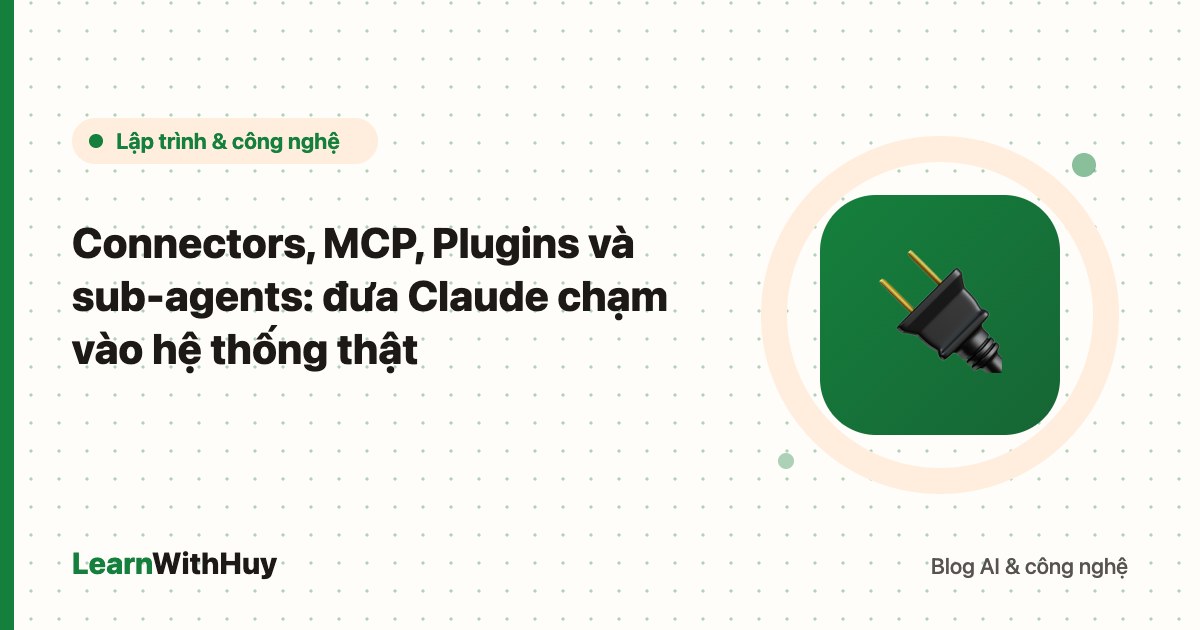 Lập trình & công nghệ
Connectors, MCP, Plugins và
sub-agents: đưa Claude chạm
vào hệ thống thật
LearnWithHuy
Blog AI & công nghệ